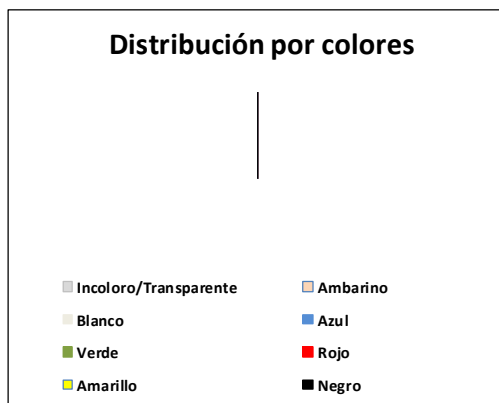 Distribución por colores
Incoloro/Transparente
Ambarino
Blanco
Azul
Verde
Rojo
Amarillo
Negro